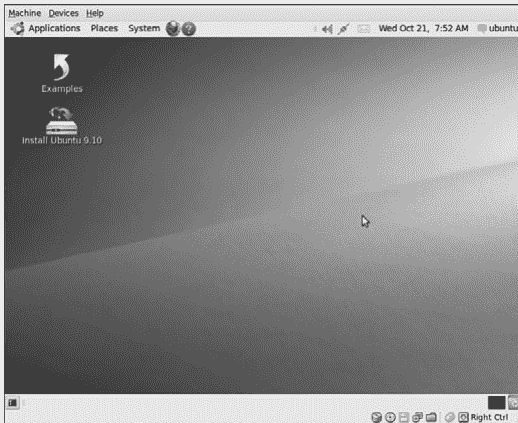 Machine Devices Help
Applications Places System Wed Oct 21, 7:52 AM ubuntu
Examples
Install Ubuntu 9.10
Right Ctrl